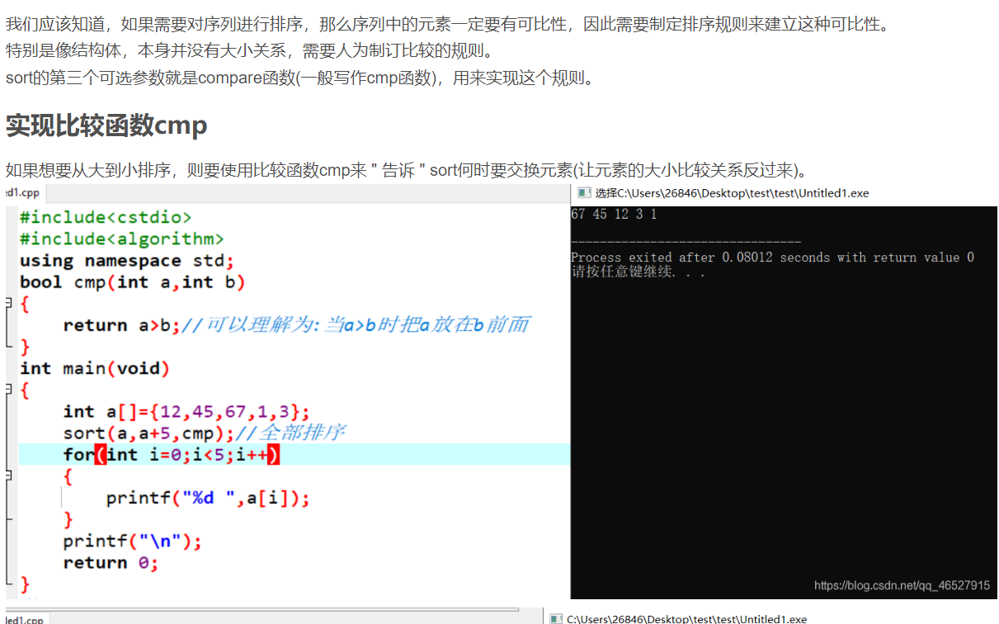 我们应该知道，如果需要对序列进行排序，那么序列中的元素一定要有可比性，因此需要制定排序规则来建立这种可比性。
特别是像结构体，本身并没有大小关系，需要人为制订比较的规则。
sort的第三个可选参数就是compare函数(一般写作cmp函数)，用来实现这个规则。
实现比较函数cmp
如果想要从大到小排序，则要使用比较函数cmp来 " 告诉 " sort何时要交换元素(让元素的大小比较关系反过来)。
ed1.cpp
#include<cstdio>
#include<algorithm>
using namespace std;
bool cmp(int a,int b)
{
return a>b;//可以理解为:当a>b时把a放在b前面
}
int main(void)
{
int a[]={12,45,67,1,3};
sort(a,a+5,cmp);//全部排序
for(int i=0;i<5;i++)
{
printf("%d ",a[i]);
}
printf("\n");
return 0;
}
选择C:\Users\26846\Desktop\test\test\Untitled1.exe
67 45 12 3 1
--------------------------------
Process exited after 0.08012 seconds with return value 0
请按任意键继续. . .
https://blog.csdn.net/qq_46527915
led1.cpp
C:\Users\26846\Desktop\test\test\Untitled1.exe